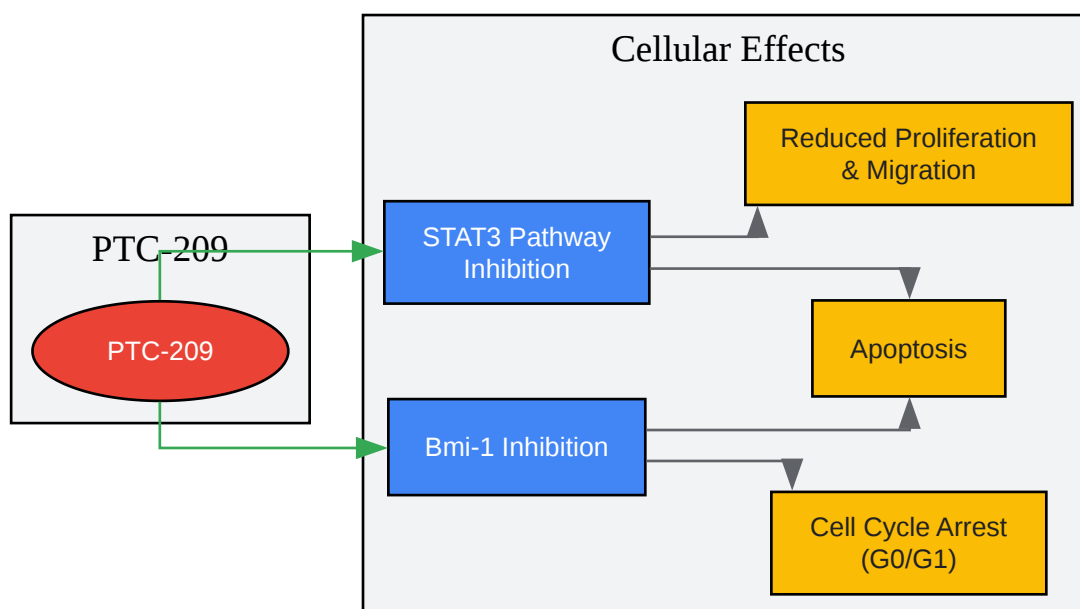 Cellular Effects
Reduced Proliferation
& Migration
PTC-209
STAT3 Pathway
Inhibition
PTC-209
Apoptosis
Bmi-1 Inhibition
Cell Cycle Arrest
(G0/G1)